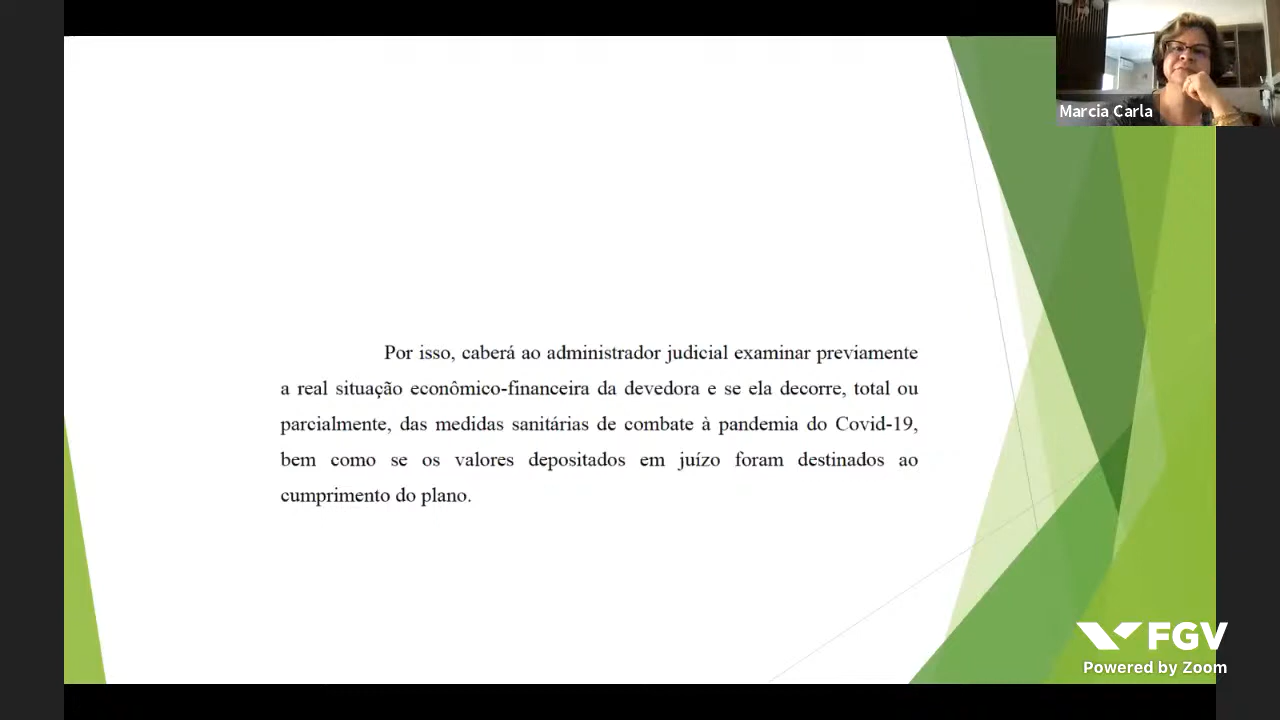 Marcia Carla
Por isso, caberá ao administrador judicial examinar previamente
a real situação econômico-financeira da devedora e se ela decorre, total ou
parcialmente, das medidas sanitárias de combate à pandemia do Covid-19,
bem como se os valores depositados em juízo foram destinados ao
cumprimento do plano.
FGV
Powered by Zoom